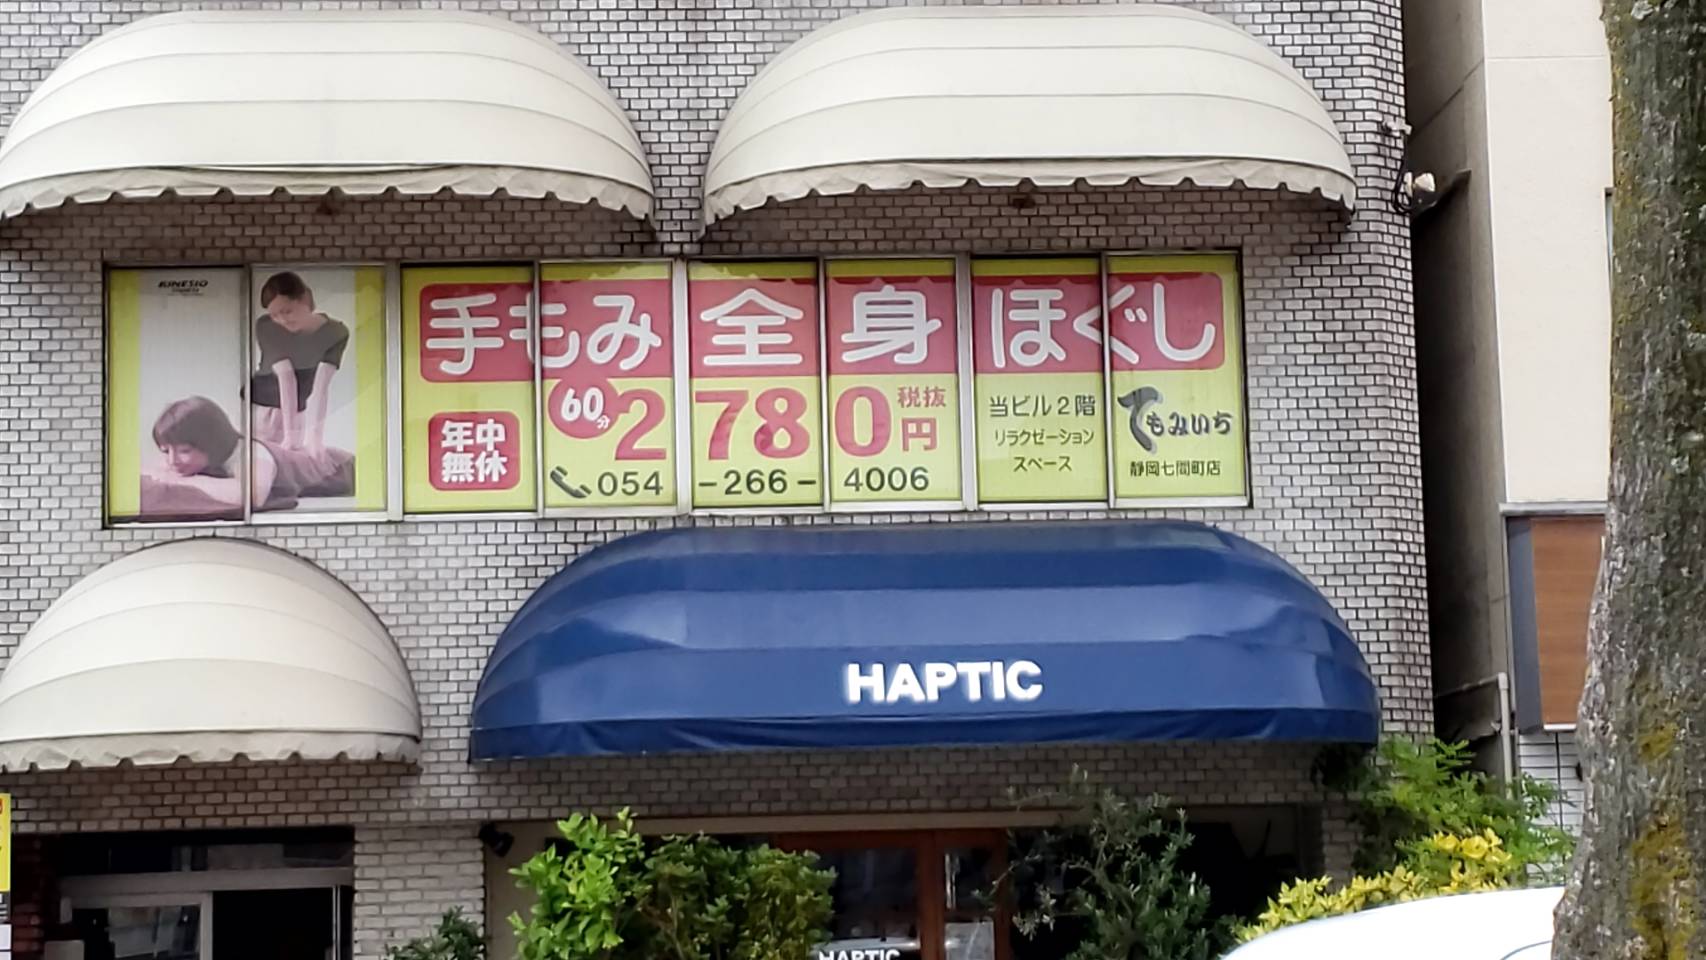 KINESIO
手もみ全身ほぐし
年中
無休
60分 2780円 税抜
054-266-4006
当ビル2階
リラクゼーション
スペース
てもみいち
静岡七間町店
HAPTIC
HAPTIC